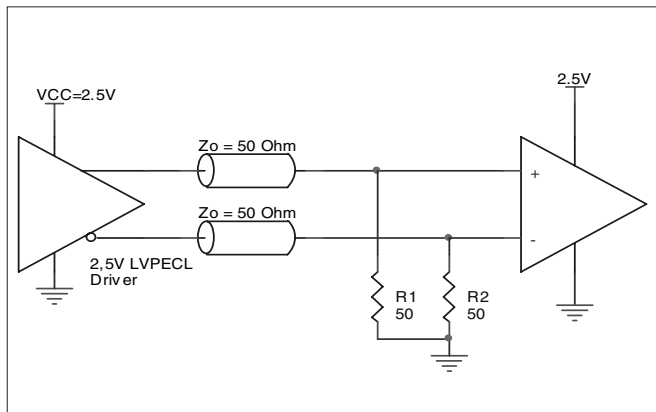 VCC=2.5V
2.5V
Zo = 50 Ohm
+
Zo = 50 Ohm
-
2,5V LVPECL
Driver
R1
50
R2
50